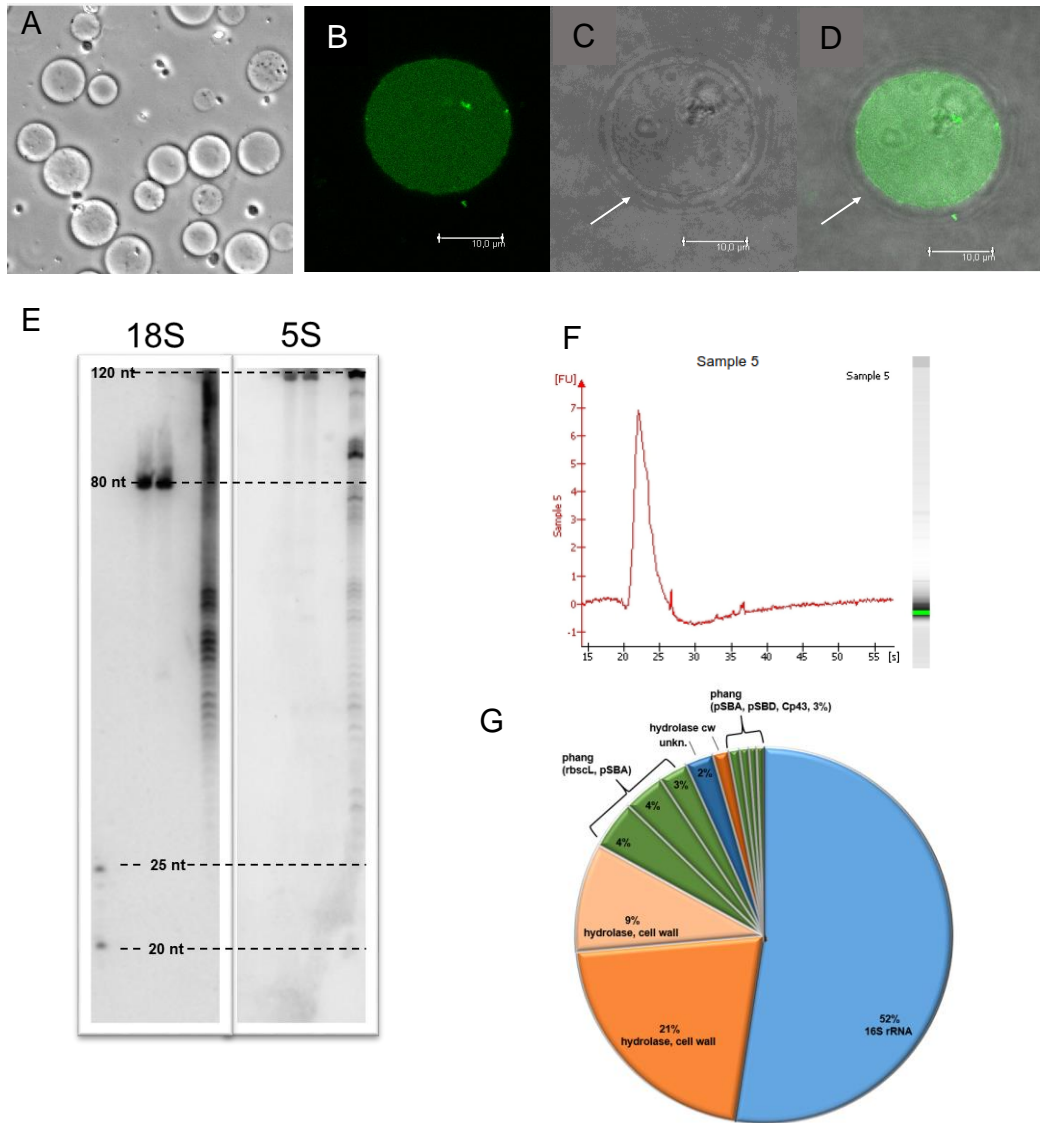 A
B
C
D
10,0 µm
10,0 µm
10,0 µm
E
18S
5S
120 nt
80 nt
25 nt
20 nt
F
Sample 5
[FU]
Sample 5
7
6
5
4
3
2
1
0
-1
Sample 5
15 20 25 30 35 40 45 50 55 [s]
G
phang
(pSBA, pSBD, Cp43, 3%)
hydrolase cw
unkn.
phang
(rbscL, pSBA)
2%
3%
4%
4%
9%
hydrolase, cell wall
21%
hydrolase, cell wall
52%
16S rRNA